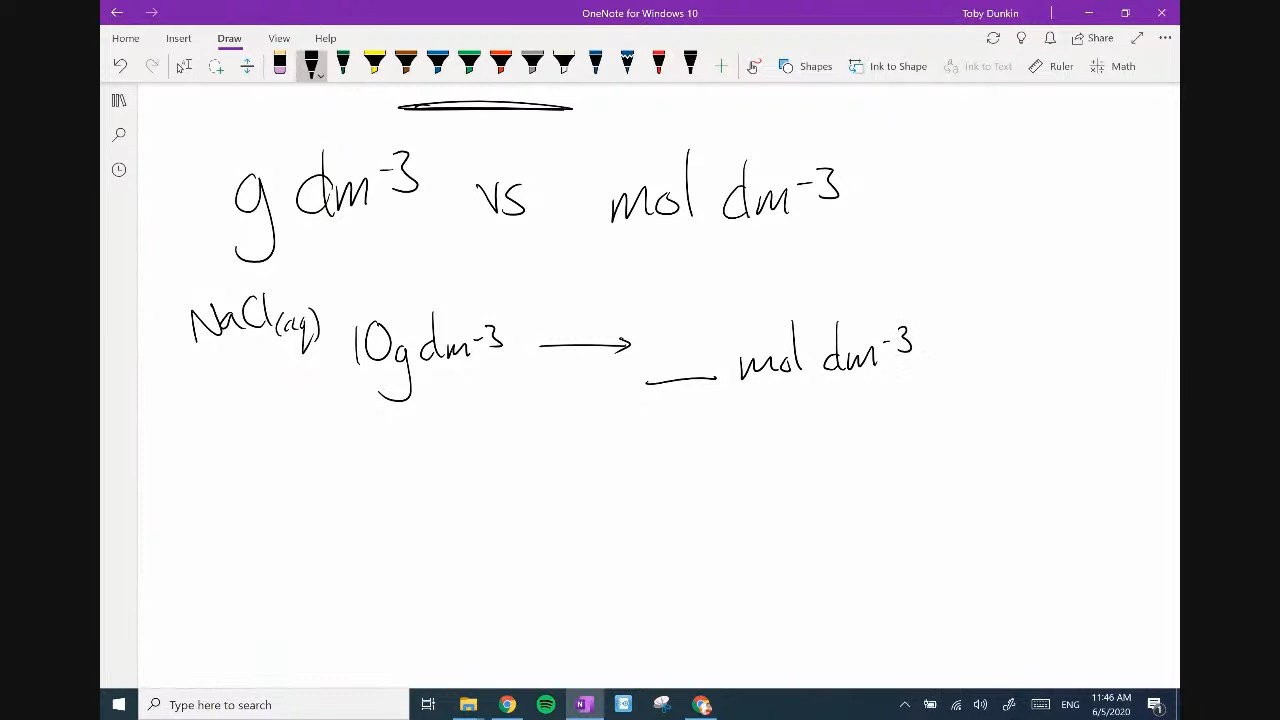 OneNote for Windows 10
Toby Dunkin
Home Insert Draw View Help
Share
Shapes Ink to Shape Ink to Text Ruler Math
g dm⁻³ vs mol dm⁻³
NaCl(aq) 10g dm⁻³ → __ mol dm⁻³
Type here to search
ENG
11:46 AM
6/5/2020
1